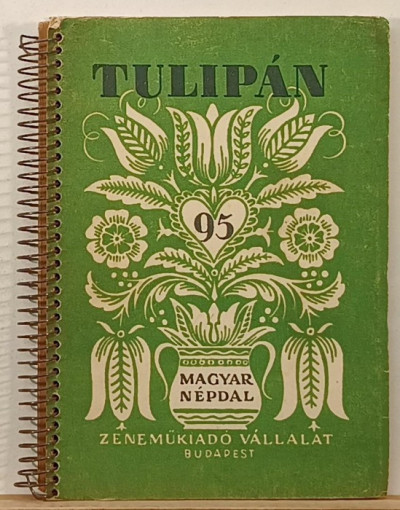 TULIPÁN
95
MAGYAR
NÉPDAL
ZENEMŰKIADÓ VÁLLALAT
BUDAPEST